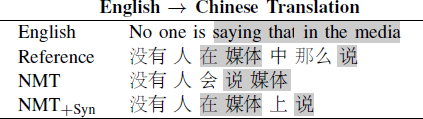 English → Chinese Translation
English No one is saying that in the media
Reference 没有 人 在 媒体 中 那么 说
NMT 没有 人 会 说 媒体
NMT+Syn 没有 人 在 媒体 上 说